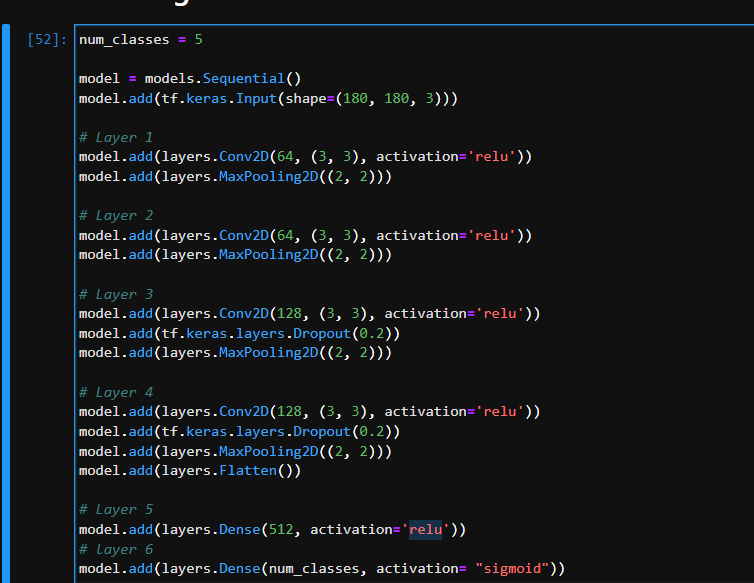 [52]: num_classes = 5
model = models.Sequential()
model.add(tf.keras.Input(shape=(180, 180, 3)))
# Layer 1
model.add(layers.Conv2D(64, (3, 3), activation='relu'))
model.add(layers.MaxPooling2D((2, 2)))
# Layer 2
model.add(layers.Conv2D(64, (3, 3), activation='relu'))
model.add(layers.MaxPooling2D((2, 2)))
# Layer 3
model.add(layers.Conv2D(128, (3, 3), activation='relu'))
model.add(tf.keras.layers.Dropout(0.2))
model.add(layers.MaxPooling2D((2, 2)))
# Layer 4
model.add(layers.Conv2D(128, (3, 3), activation='relu'))
model.add(tf.keras.layers.Dropout(0.2))
model.add(layers.MaxPooling2D((2, 2)))
model.add(layers.Flatten())
# Layer 5
model.add(layers.Dense(512, activation='relu'))
# Layer 6
model.add(layers.Dense(num_classes, activation= "sigmoid"))